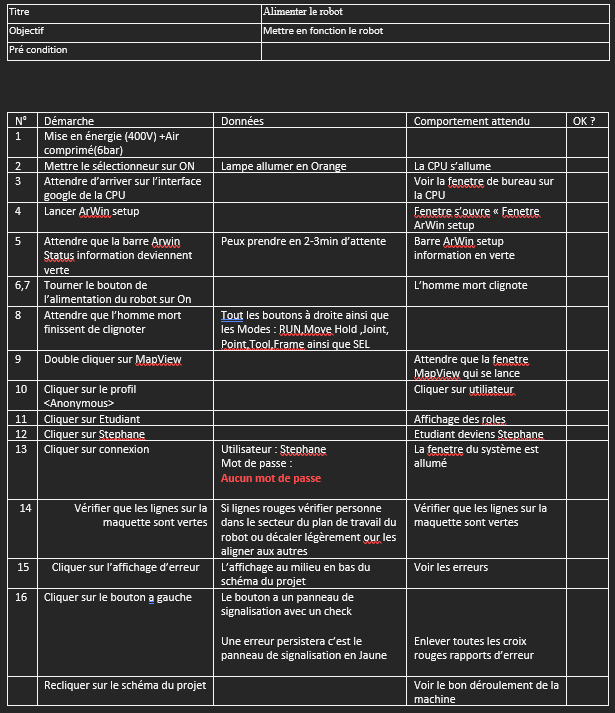 Titre Alimenter le robot
Objectif Mettre en fonction le robot
Pré condition
N° Démarche Données Comportement attendu OK ?
1 Mise en énergie (400V) +Air
comprimé(6bar)
2 Mettre le sélectionneur sur ON Lampe allumer en Orange La CPU s'allume
3 Attendre d'arriver sur l'interface Voir la fenetre de bureau sur
google de la CPU la CPU
4 Lancer ArWin setup Fenetre s'ouvre « Fenetre
ArWin setup
5 Attendre que la barre Arwin Peux prendre en 2-3min d'attente Barre ArWin setup
Status information deviennent information en verte
verte
6,7 Tourner le bouton de L'homme mort clignote
l'alimentation du robot sur On
8 Attendre que l'homme mort Tout les boutons à droite ainsi que
finissent de clignoter les Modes : RUN,Move Hold ,Joint,
Point,Tool,Frame ainsi que SEL
9 Double cliquer sur MapView Attendre que la fenetre
MapView qui se lance
10 Cliquer sur le profil Cliquer sur utiliateur
<Anonymous>
11 Cliquer sur Etudiant Affichage des roles
12 Cliquer sur Stephane Etudiant deviens Stephane
13 Cliquer sur connexion Utilisateur : Stephane La fenetre du système est
Mot de passe : allumé
Aucun mot de passe
14 Vérifier que les lignes sur la Si lignes rouges vérifier personne Vérifier que les lignes sur la
maquette sont vertes dans le secteur du plan de travail du maquette sont vertes
robot ou décaler légèrement our les
aligner aux autres
15 Cliquer sur l'affichage d'erreur L'affichage au milieu en bas du Voir les erreurs
schéma du projet
16 Cliquer sur le bouton a gauche Le bouton a un panneau de
signalisation avec un check
Une erreur persistera c'est le Enlever toutes les croix
panneau de signalisation en Jaune rouges rapports d'erreur
Recliquer sur le schéma du projet Voir le bon déroulement de la
machine